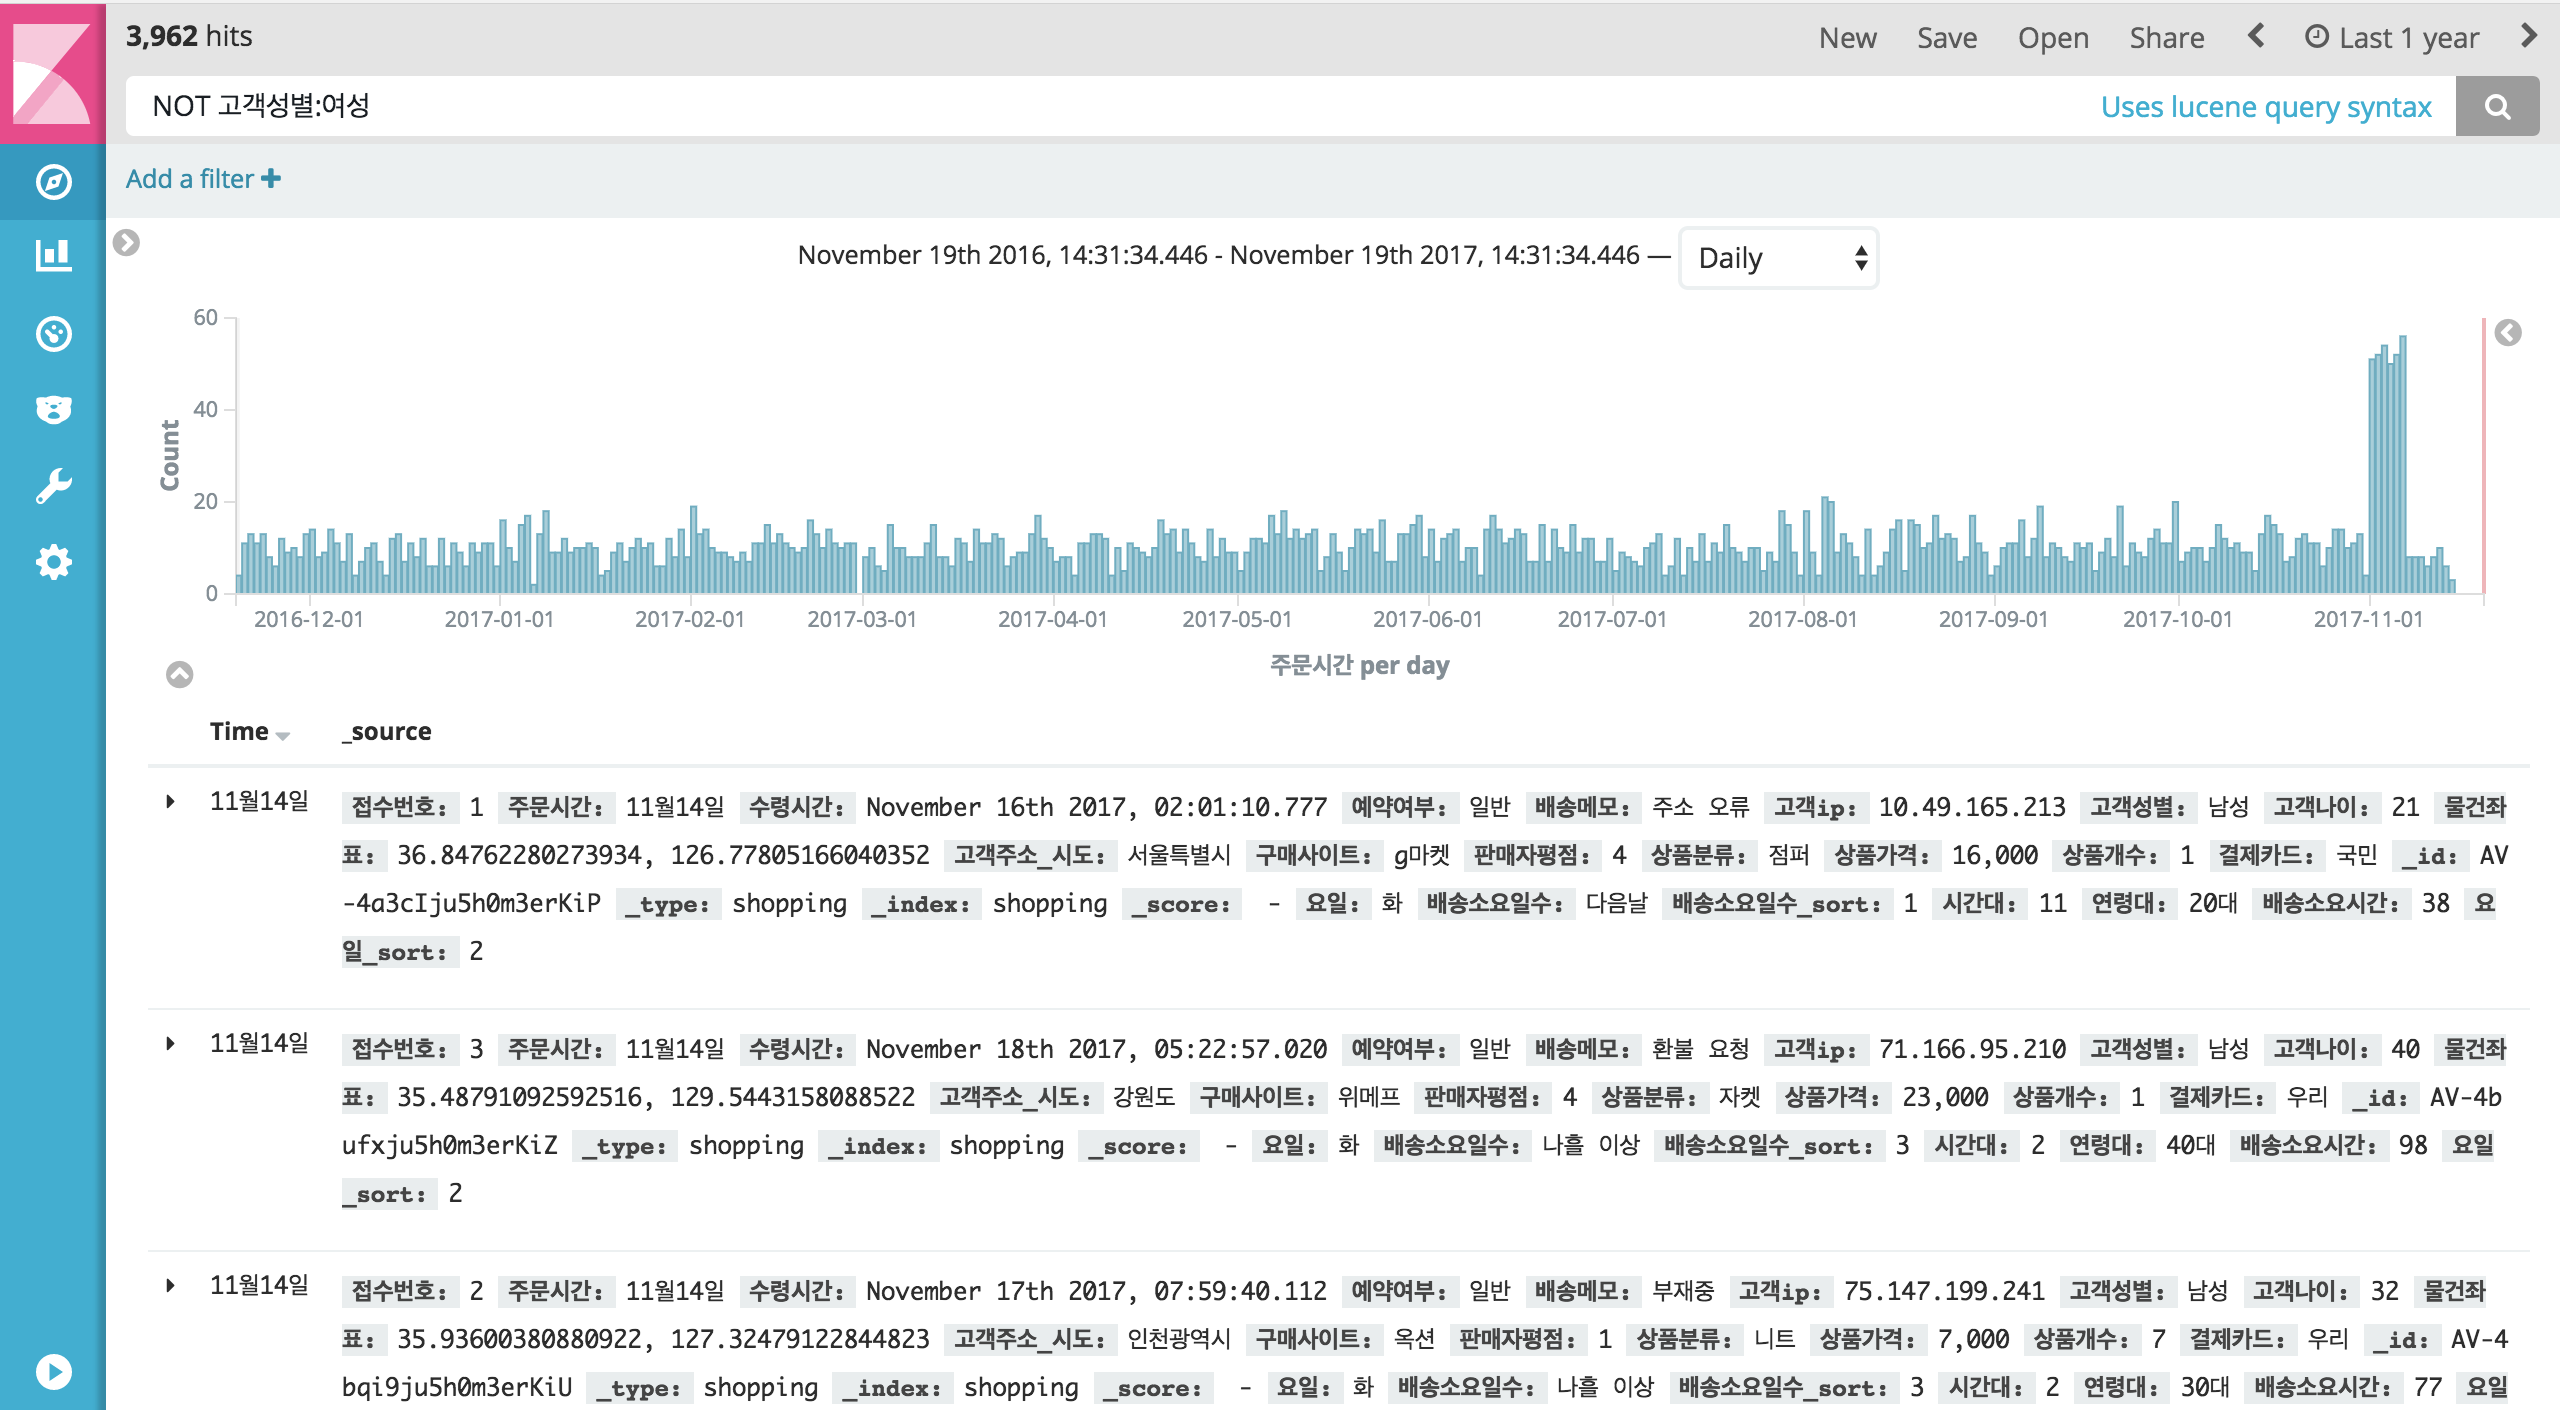 3,962 hits
New Save Open Share Last 1 year
NOT 고객성별:여성
Uses lucene query syntax
Add a filter
November 19th 2016, 14:31:34.446 - November 19th 2017, 14:31:34.446 — Daily
60
40
20
0
Count
2016-12-01 2017-01-01 2017-02-01 2017-03-01 2017-04-01 2017-05-01 2017-06-01 2017-07-01 2017-08-01 2017-09-01 2017-10-01 2017-11-01
주문시간 per day
Time _source
11월14일 접수번호: 1 주문시간: 11월14일 수령시간: November 16th 2017, 02:01:10.777 예약여부: 일반 배송메모: 주소 오류 고객ip: 10.49.165.213 고객성별: 남성 고객나이: 21 물건좌
표: 36.84762280273934, 126.77805166040352 고객주소_시도: 서울특별시 구매사이트: g마켓 판매자평점: 4 상품분류: 점퍼 상품가격: 16,000 상품개수: 1 결제카드: 국민 _id: AV
-4a3cIju5h0m3erKiP _type: shopping _index: shopping _score: - 요일: 화 배송소요일수: 다음날 배송소요일수_sort: 1 시간대: 11 연령대: 20대 배송소요시간: 38 요
일_sort: 2
11월14일 접수번호: 3 주문시간: 11월14일 수령시간: November 18th 2017, 05:22:57.020 예약여부: 일반 배송메모: 환불 요청 고객ip: 71.166.95.210 고객성별: 남성 고객나이: 40 물건좌
표: 35.48791092592516, 129.5443158088522 고객주소_시도: 강원도 구매사이트: 위메프 판매자평점: 4 상품분류: 자켓 상품가격: 23,000 상품개수: 1 결제카드: 우리 _id: AV-4b
ufxju5h0m3erKiZ _type: shopping _index: shopping _score: - 요일: 화 배송소요일수: 나흘 이상 배송소요일수_sort: 3 시간대: 2 연령대: 40대 배송소요시간: 98 요일
_sort: 2
11월14일 접수번호: 2 주문시간: 11월14일 수령시간: November 17th 2017, 07:59:40.112 예약여부: 일반 배송메모: 부재중 고객ip: 75.147.199.241 고객성별: 남성 고객나이: 32 물건좌
표: 35.93600380880922, 127.32479122844823 고객주소_시도: 인천광역시 구매사이트: 옥션 판매자평점: 1 상품분류: 니트 상품가격: 7,000 상품개수: 7 결제카드: 우리 _id: AV-4
bqi9ju5h0m3erKiU _type: shopping _index: shopping _score: - 요일: 화 배송소요일수: 나흘 이상 배송소요일수_sort: 3 시간대: 2 연령대: 30대 배송소요시간: 77 요일